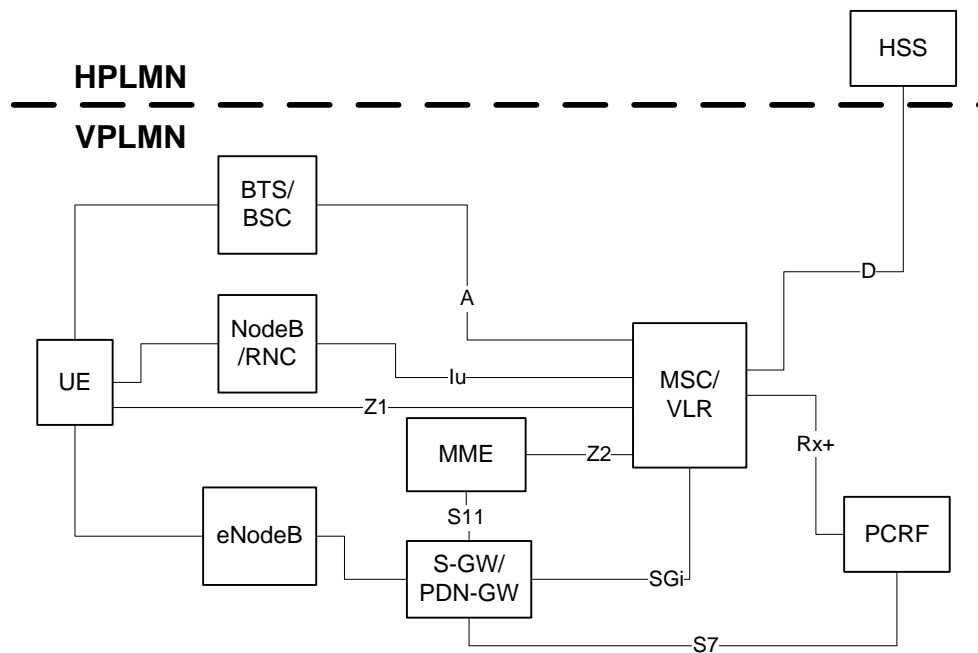 HSS
HPLMN
VPLMN
BTS/
BSC
D
A
NodeB
/RNC
MSC/
VLR
UE
Iu
Z1
Rx+
MME
Z2
S11
eNodeB
PCRF
S-GW/
PDN-GW
SGi
S7